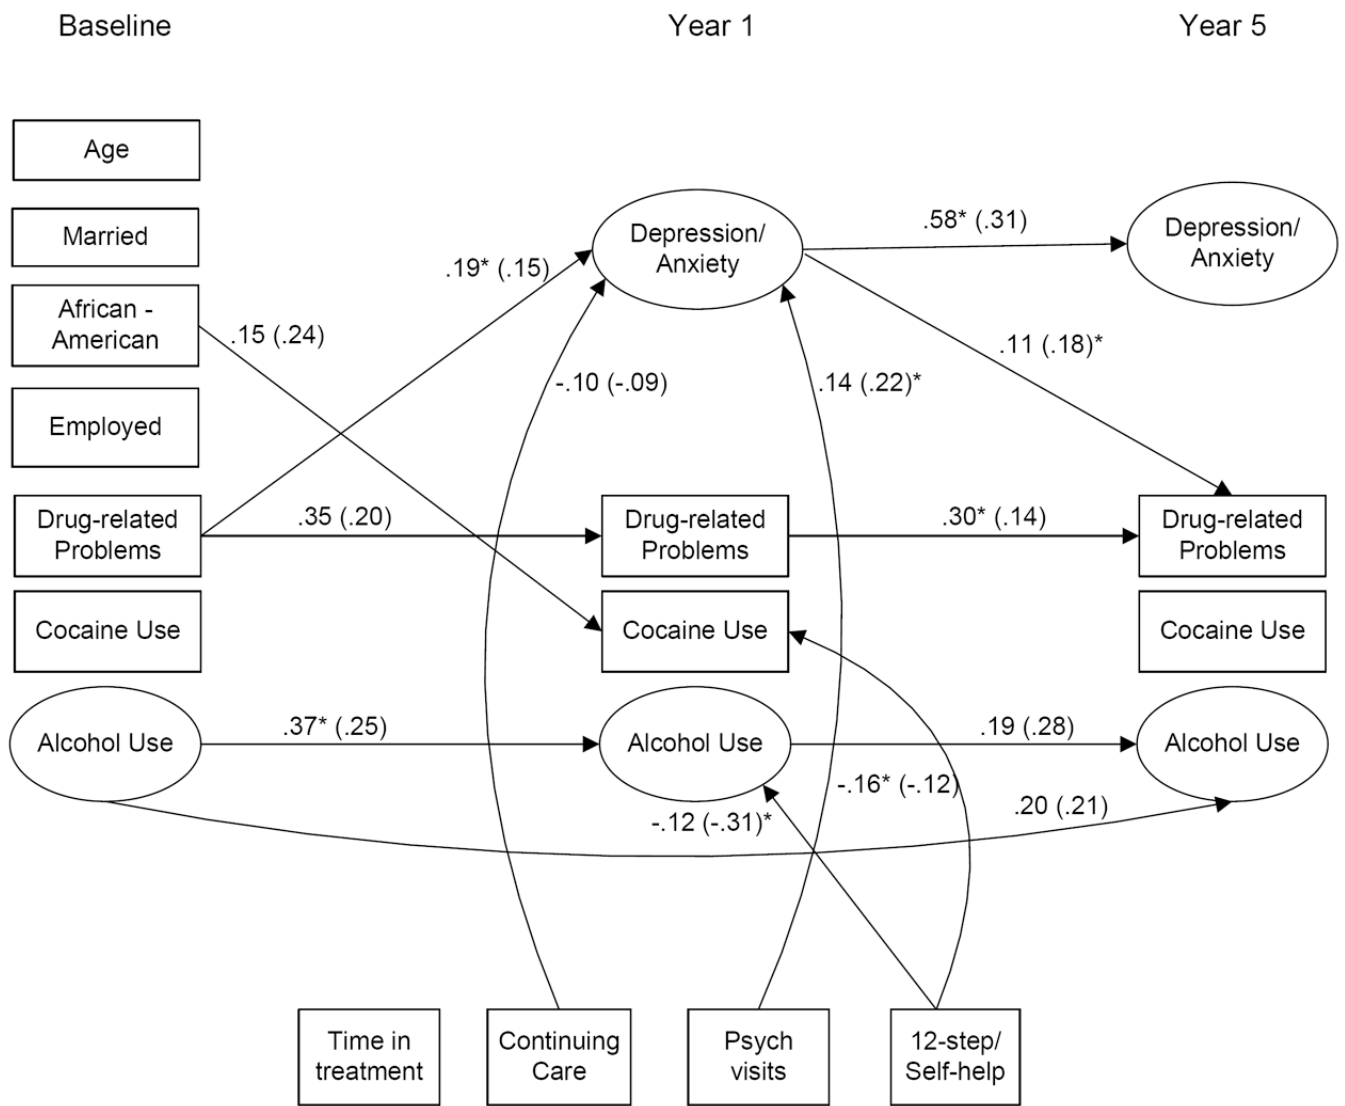 Baseline
Year 1
Year 5
Age
Married
African -
American
Employed
Drug-related
Problems
Cocaine Use
Alcohol Use
.19* (.15)
.15 (.24)
-.10 (-.09)
.35 (.20)
.37* (.25)
Depression/
Anxiety
Drug-related
Problems
Cocaine Use
Alcohol Use
.58* (.31)
.11 (.18)*
.14 (.22)*
.30* (.14)
.19 (.28)
-.16* (-.12)
-.12 (-.31)*
.20 (.21)
Depression/
Anxiety
Drug-related
Problems
Cocaine Use
Alcohol Use
Time in
treatment
Continuing
Care
Psych
visits
12-step/
Self-help